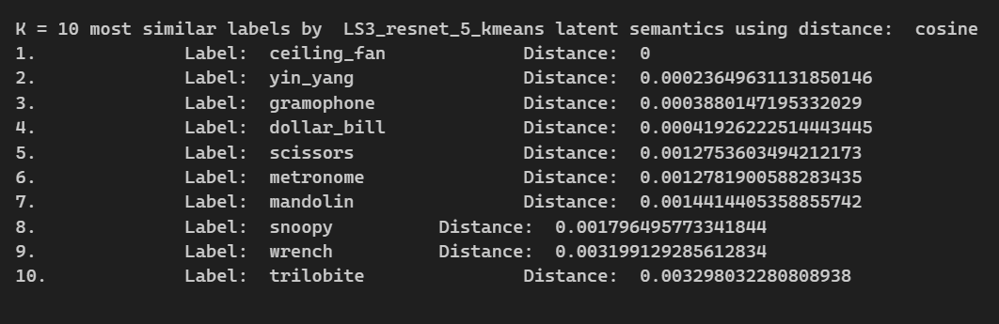 K = 10 most similar labels by  LS3_resnet_5_kmeans latent semantics using distance:  cosine
1.              Label:  ceiling_fan             Distance:  0
2.              Label:  yin_yang                Distance:  0.00023649631131850146
3.              Label:  gramophone              Distance:  0.0003880147195332029
4.              Label:  dollar_bill             Distance:  0.00041926222514443445
5.              Label:  scissors                Distance:  0.0012753603494212173
6.              Label:  metronome               Distance:  0.0012781900588283435
7.              Label:  mandolin                Distance:  0.0014414405358855742
8.              Label:  snoopy          Distance:  0.001796495773341844
9.              Label:  wrench          Distance:  0.003199129285612834
10.             Label:  trilobite               Distance:  0.003298032280808938